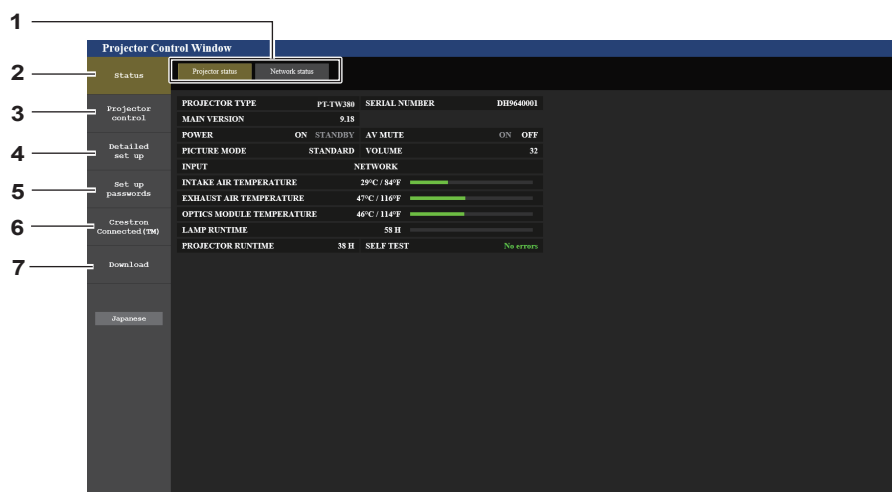 1
Projector Control Window
2
Status
Projector status Network status
3
Projector
control
PROJECTOR TYPE PT-TW380 SERIAL NUMBER DH9640001
MAIN VERSION 9.18
POWER ON STANDBY AV MUTE ON OFF
4
Detailed
set up
PICTURE MODE STANDARD VOLUME 32
INPUT NETWORK
5
Set up
passwords
INTAKE AIR TEMPERATURE 29°C / 84°F
EXHAUST AIR TEMPERATURE 47°C / 116°F
OPTICS MODULE TEMPERATURE 46°C / 114°F
6
Crestron
Connected(TM)
LAMP RUNTIME 58 H
PROJECTOR RUNTIME 38 H SELF TEST No errors
7
Download
Japanese